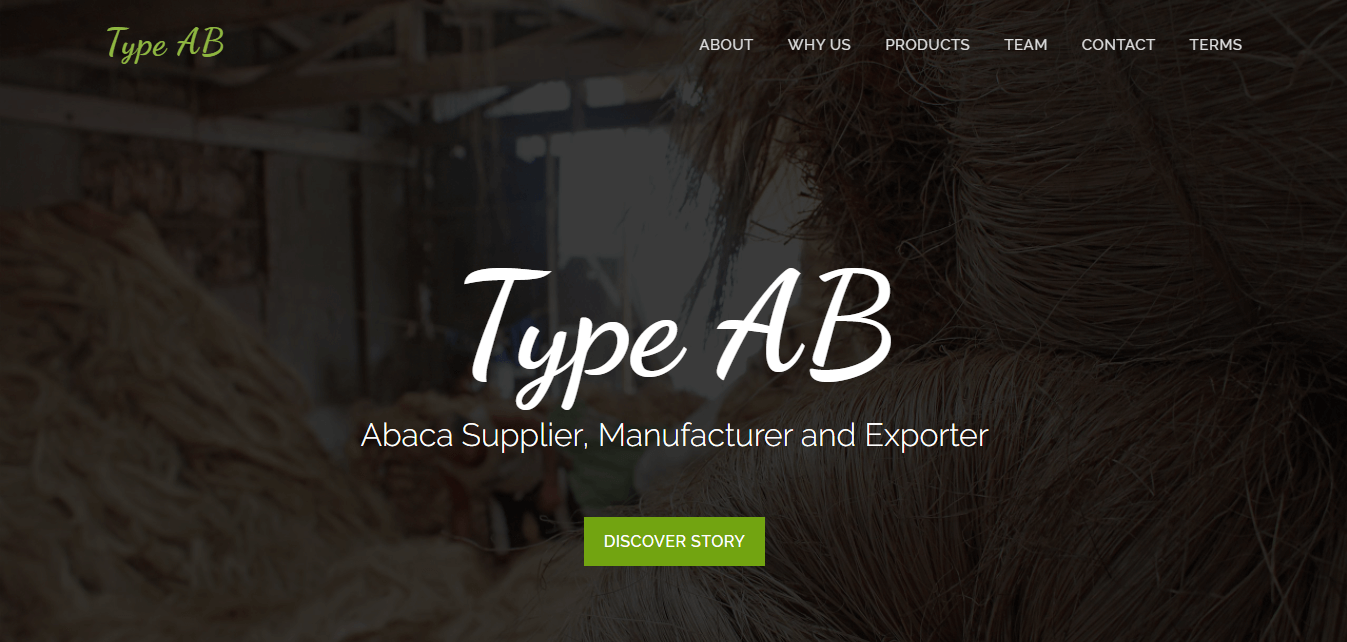 Type AB
ABOUT WHY US PRODUCTS TEAM CONTACT TERMS
Type AB
Abaca Supplier, Manufacturer and Exporter
DISCOVER STORY